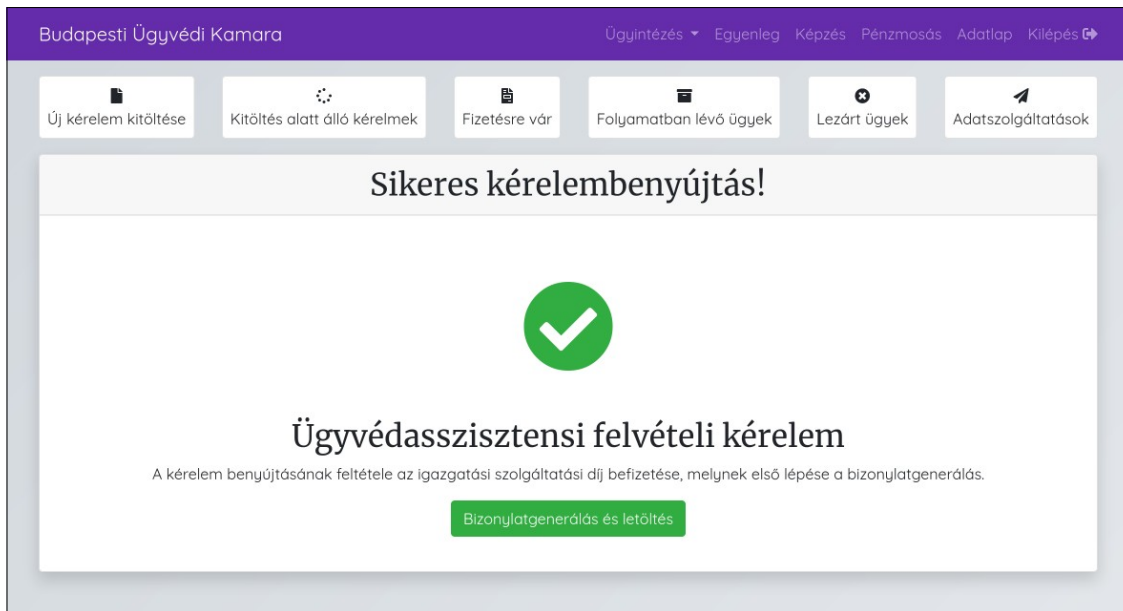 Budapesti Ügyvédi Kamara
Ügyintézés Egyenleg Képzés Pénzmosás Adatlap Kilépés
Új kérelem kitöltése Kitöltés alatt álló kérelmek Fizetésre vár Folyamatban lévő ügyek Lezárt ügyek Adatszolgáltatások
Sikeres kérelembenyújtás!
Ügyvédasszisztensi felvételi kérelem
A kérelem benyújtásának feltétele az igazgatási szolgáltatási díj befizetése, melynek első lépése a bizonylatgenerálás.
Bizonylatgenerálás és letöltés